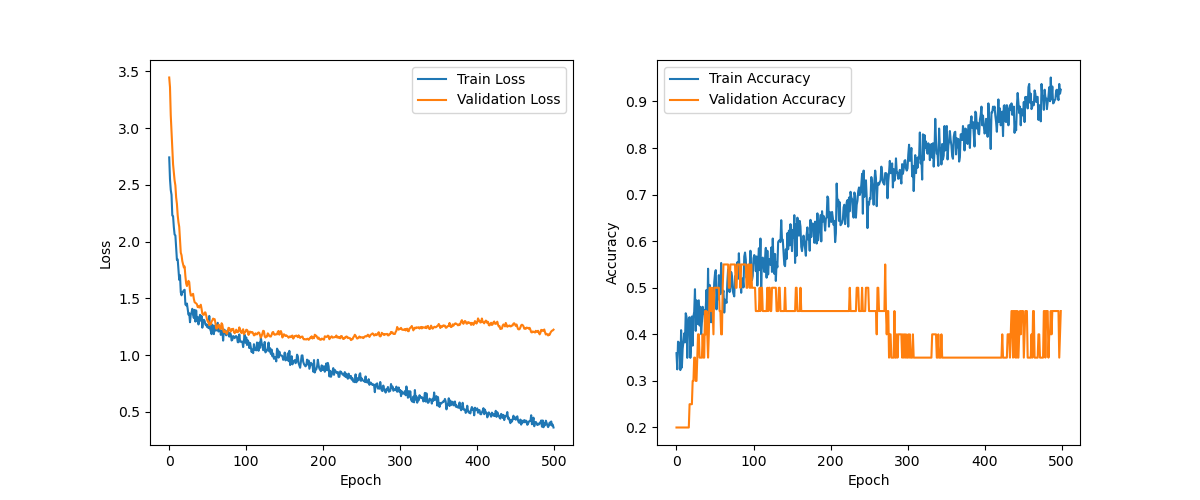 3.5
3.0
2.5
2.0
1.5
1.0
0.5
Loss
0 100 200 300 400 500
Epoch
Train Loss
Validation Loss
0.9
0.8
0.7
0.6
0.5
0.4
0.3
0.2
Accuracy
0 100 200 300 400 500
Epoch
Train Accuracy
Validation Accuracy